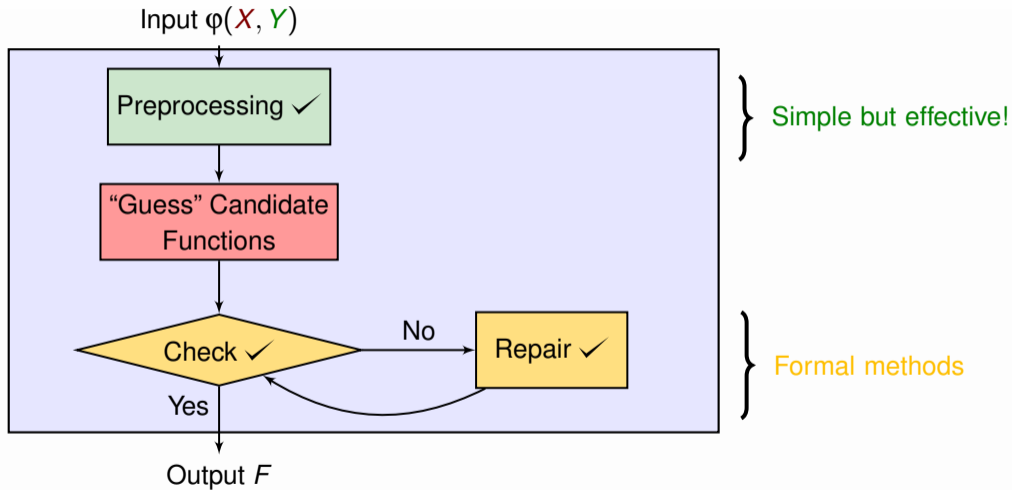 Input φ(X, Y)
Preprocessing ✓
Simple but effective!
“Guess” Candidate
Functions
Check ✓
No
Repair ✓
Formal methods
Yes
Output F